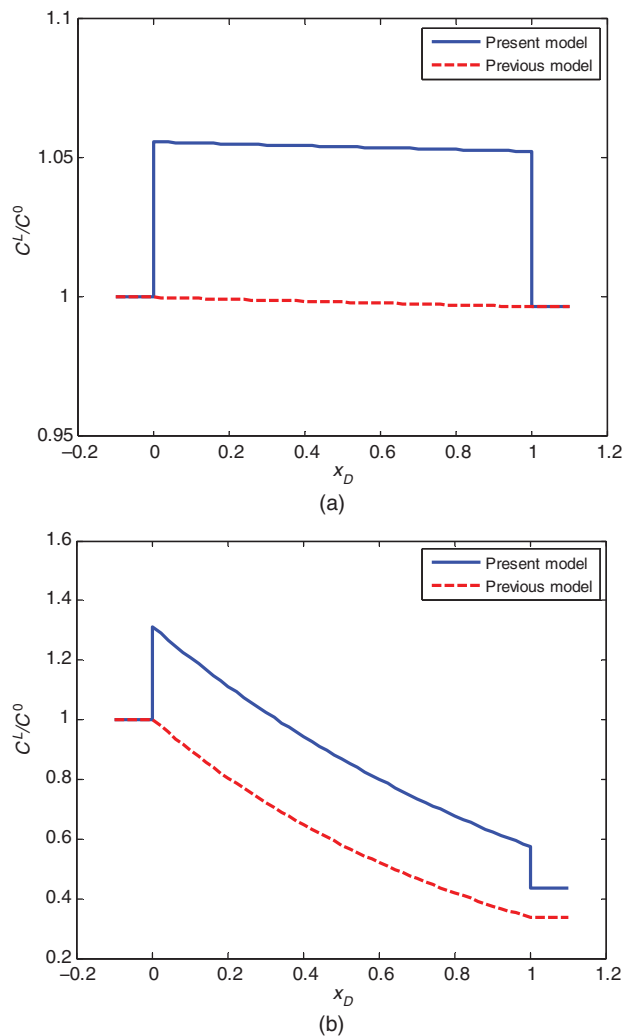 1.1
Present model
Previous model
1.05
C^L/C^0
1
0.95
−0.2 0 0.2 0.4 0.6 0.8 1 1.2
x_D
(a)
1.6
Present model
Previous model
1.4
1.2
C^L/C^0
1
0.8
0.6
0.4
0.2
−0.2 0 0.2 0.4 0.6 0.8 1 1.2
x_D
(b)